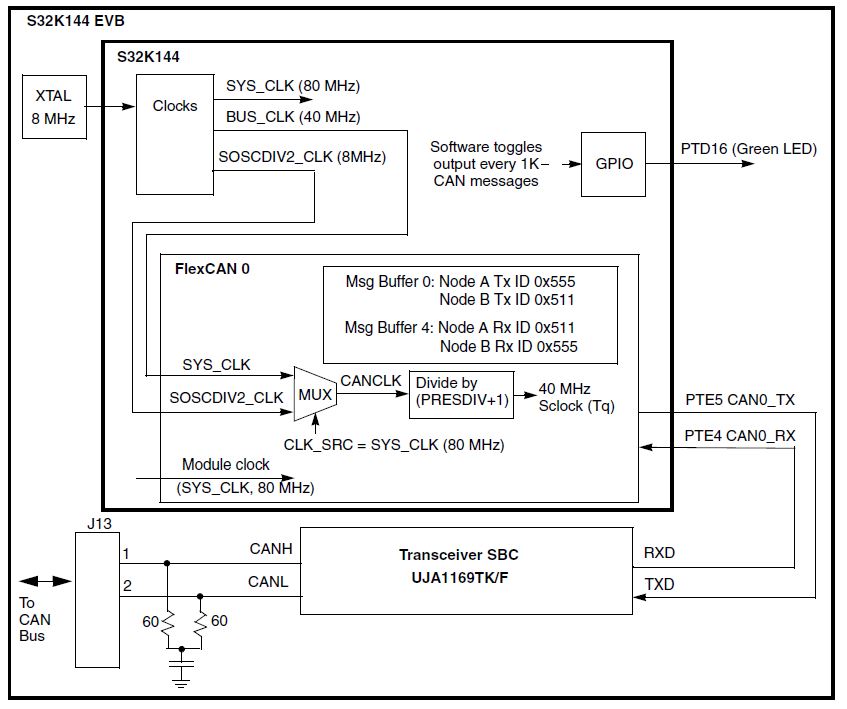 S32K144 EVB
S32K144
XTAL
8 MHz
Clocks
SYS_CLK (80 MHz)
BUS_CLK (40 MHz)
SOSCDIV2_CLK (8MHz)
Software toggles
output every 1K–
CAN messages
GPIO
PTD16 (Green LED)
FlexCAN 0
Msg Buffer 0: Node A Tx ID 0x555
Node B Tx ID 0x511
Msg Buffer 4: Node A Rx ID 0x511
Node B Rx ID 0x555
SYS_CLK
SOSCDIV2_CLK
MUX
CANCLK
Divide by
(PRESDIV+1)
40 MHz
Sclock (Tq)
CLK_SRC = SYS_CLK (80 MHz)
Module clock
(SYS_CLK, 80 MHz)
PTE5 CAN0_TX
PTE4 CAN0_RX
J13
1
2
CANH
CANL
Transceiver SBC
UJA1169TK/F
RXD
TXD
To
CAN
Bus
60
60